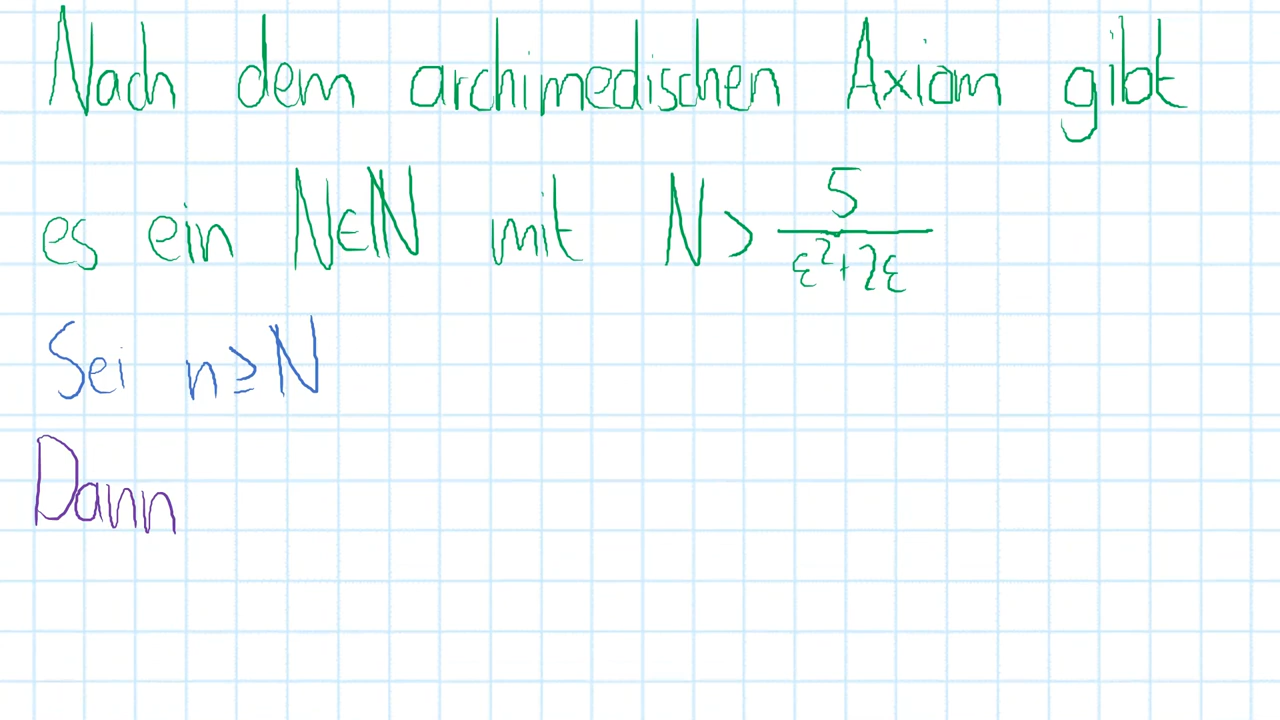 Nach dem archimedischen Axiom gibt
es ein N∈ℕ mit N > 5/(ε²+2ε)
Sei n ≥ N
Dann